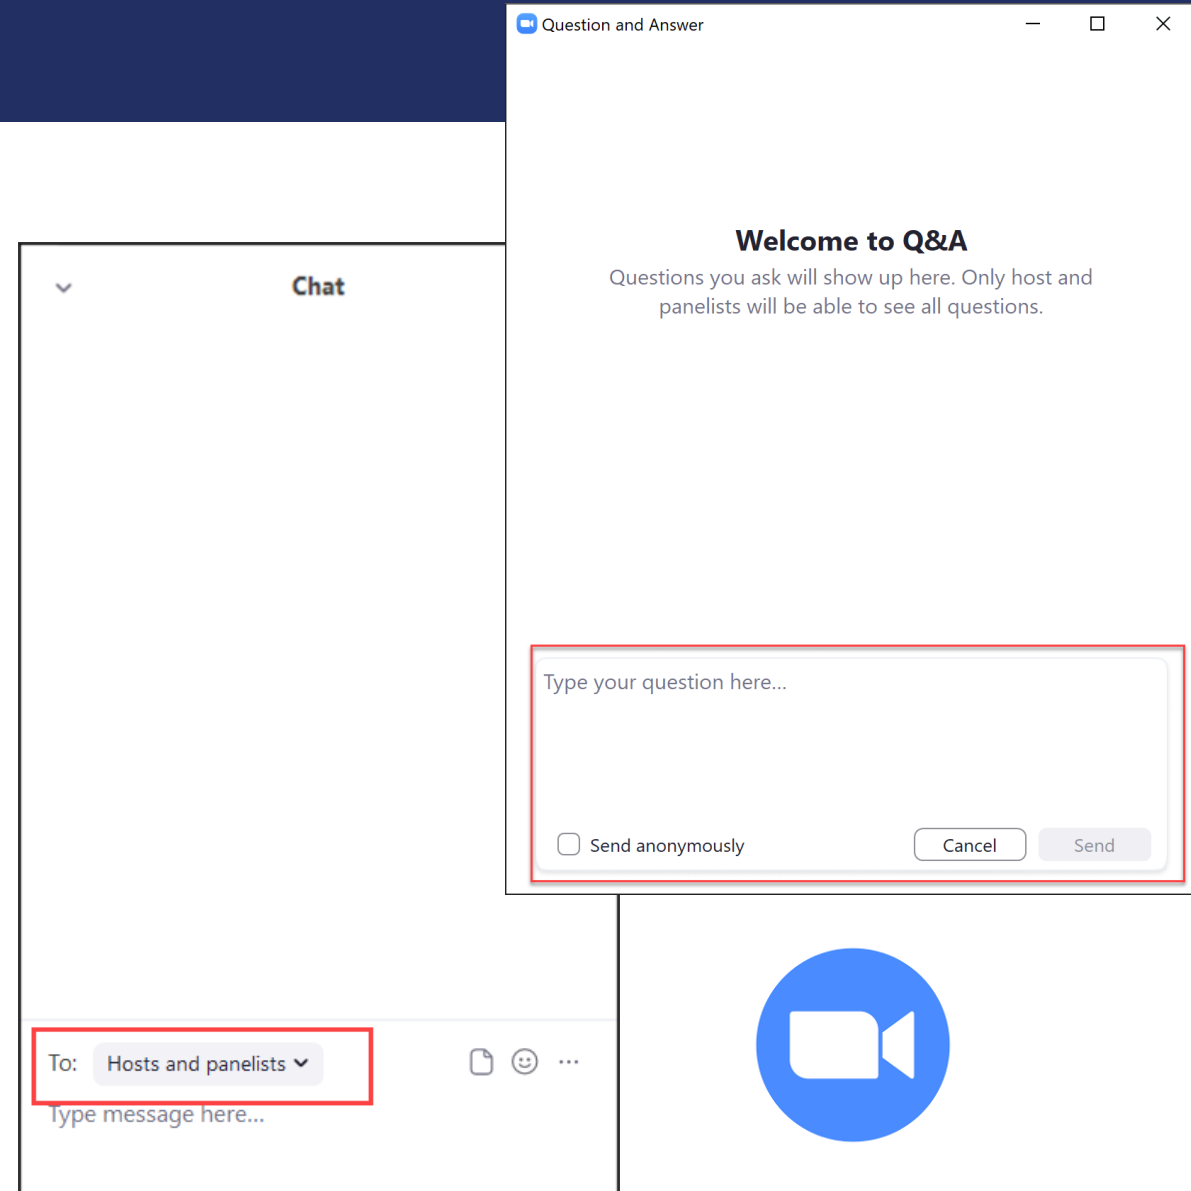 Question and Answer
Welcome to Q&A
Questions you ask will show up here. Only host and
panelists will be able to see all questions.
Type your question here...
Send anonymously
Cancel
Send
Chat
To:
Hosts and panelists
Type message here...